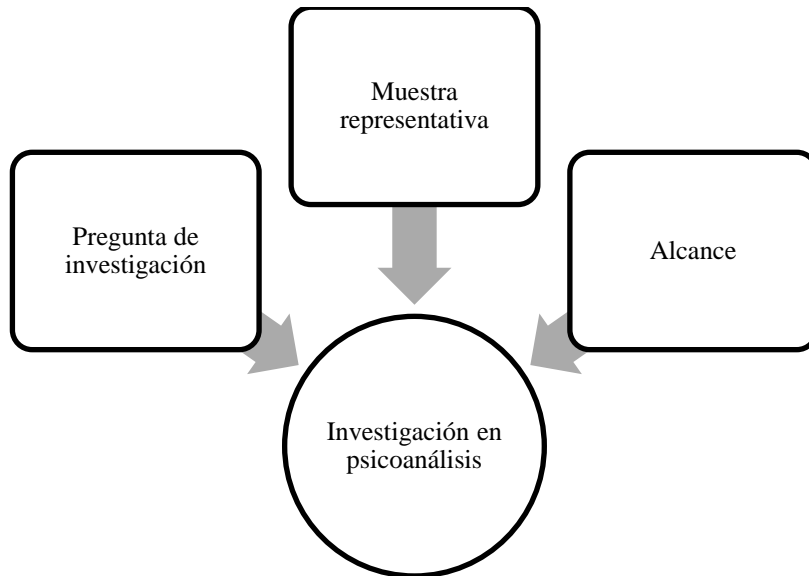 Muestra
representativa
Pregunta de
investigación
Alcance
Investigación en
psicoanálisis